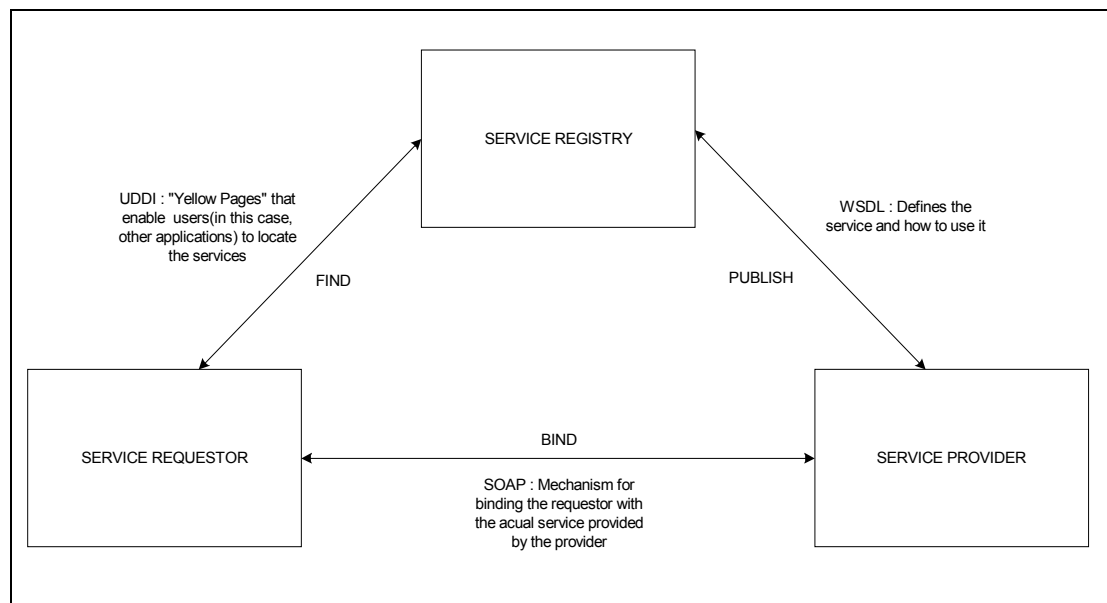 SERVICE REGISTRY
UDDI : "Yellow Pages" that
enable users(in this case,
other applications) to locate
the services
WSDL : Defines the
service and how to use it
FIND
PUBLISH
SERVICE REQUESTOR
BIND
SERVICE PROVIDER
SOAP : Mechanism for
binding the requestor with
the acual service provided
by the provider